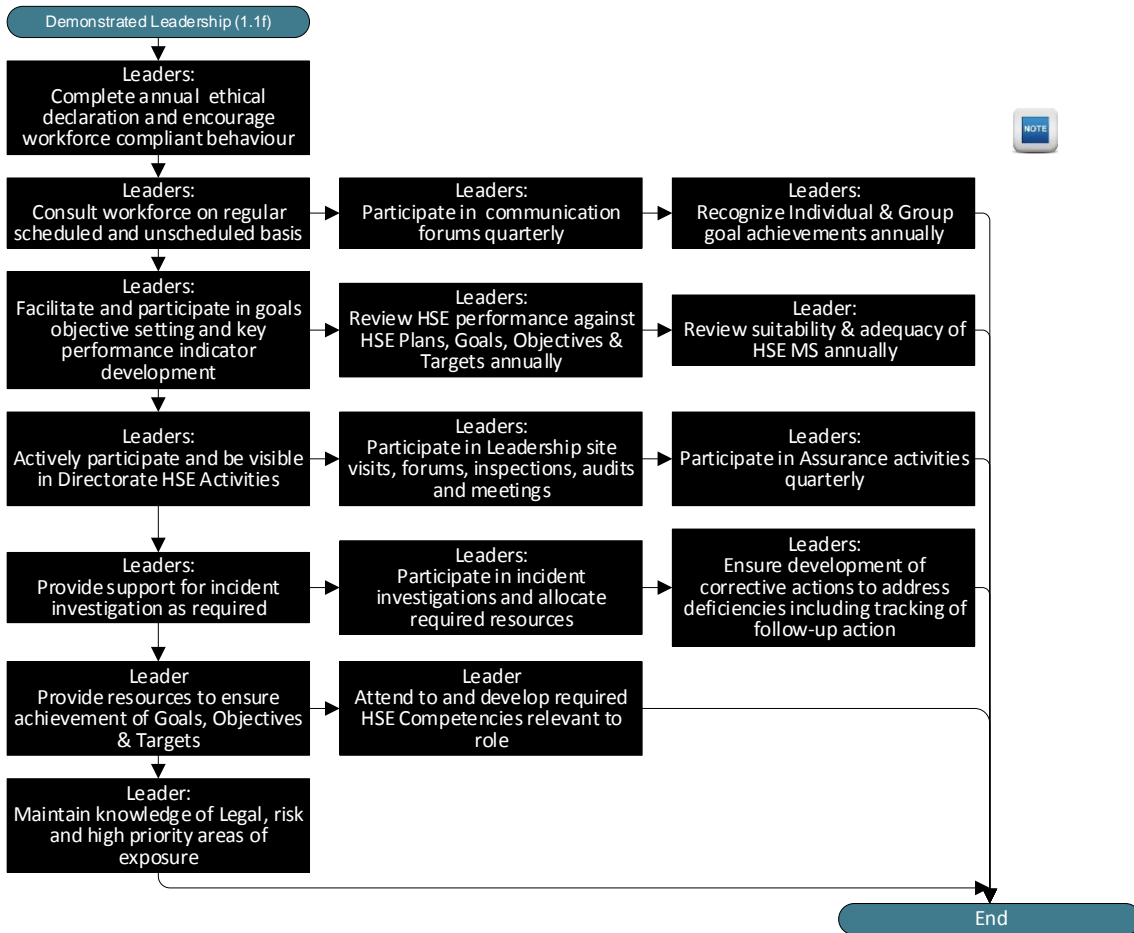 Demonstrated Leadership (1.1f)
Leaders:
Complete annual ethical
declaration and encourage
workforce compliant behaviour
NOTE
Leaders:
Consult workforce on regular
scheduled and unscheduled basis
Leaders:
Participate in communication
forums quarterly
Leaders:
Recognize Individual & Group
goal achievements annually
Leaders:
Facilitate and participate in goals
objective setting and key
performance indicator
development
Leaders:
Review HSE performance against
HSE Plans, Goals, Objectives &
Targets annually
Leader:
Review suitability & adequacy of
HSE MS annually
Leaders:
Actively participate and be visible
in Directorate HSE Activities
Leaders:
Participate in Leadership site
visits, forums, inspections, audits
and meetings
Leaders:
Participate in Assurance activities
quarterly
Leaders:
Provide support for incident
investigation as required
Leaders:
Participate in incident
investigations and allocate
required resources
Leaders:
Ensure development of
corrective actions to address
deficiencies including tracking of
follow-up action
Leader
Provide resources to ensure
achievement of Goals, Objectives
& Targets
Leader
Attend to and develop required
HSE Competencies relevant to
role
Leader:
Maintain knowledge of Legal, risk
and high priority areas of
exposure
End